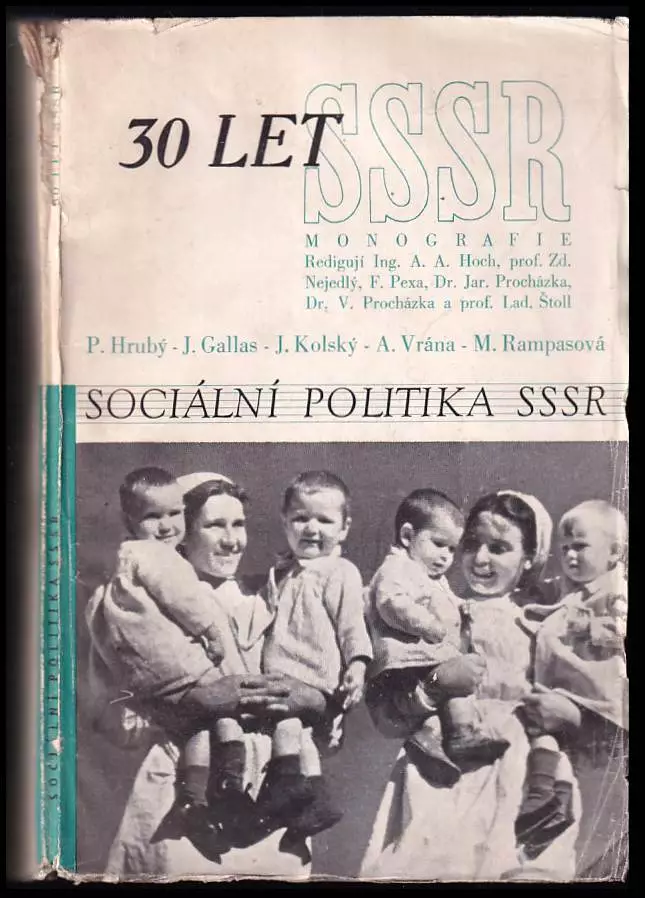 30 LET SSSR
MONOGRAFIE
Redigují Ing. A. A. Hoch, prof. Zd.
Nejedlý, F. Pexa, Dr. Jar. Procházka,
Dr. V. Procházka a prof. Lad. Štoll
P. Hrubý - J. Gallas - J. Kolský - A. Vrána - M. Rampasová
SOCIÁLNÍ POLITIKA SSSR
SOCIÁLNÍ POLITIKA SSSR